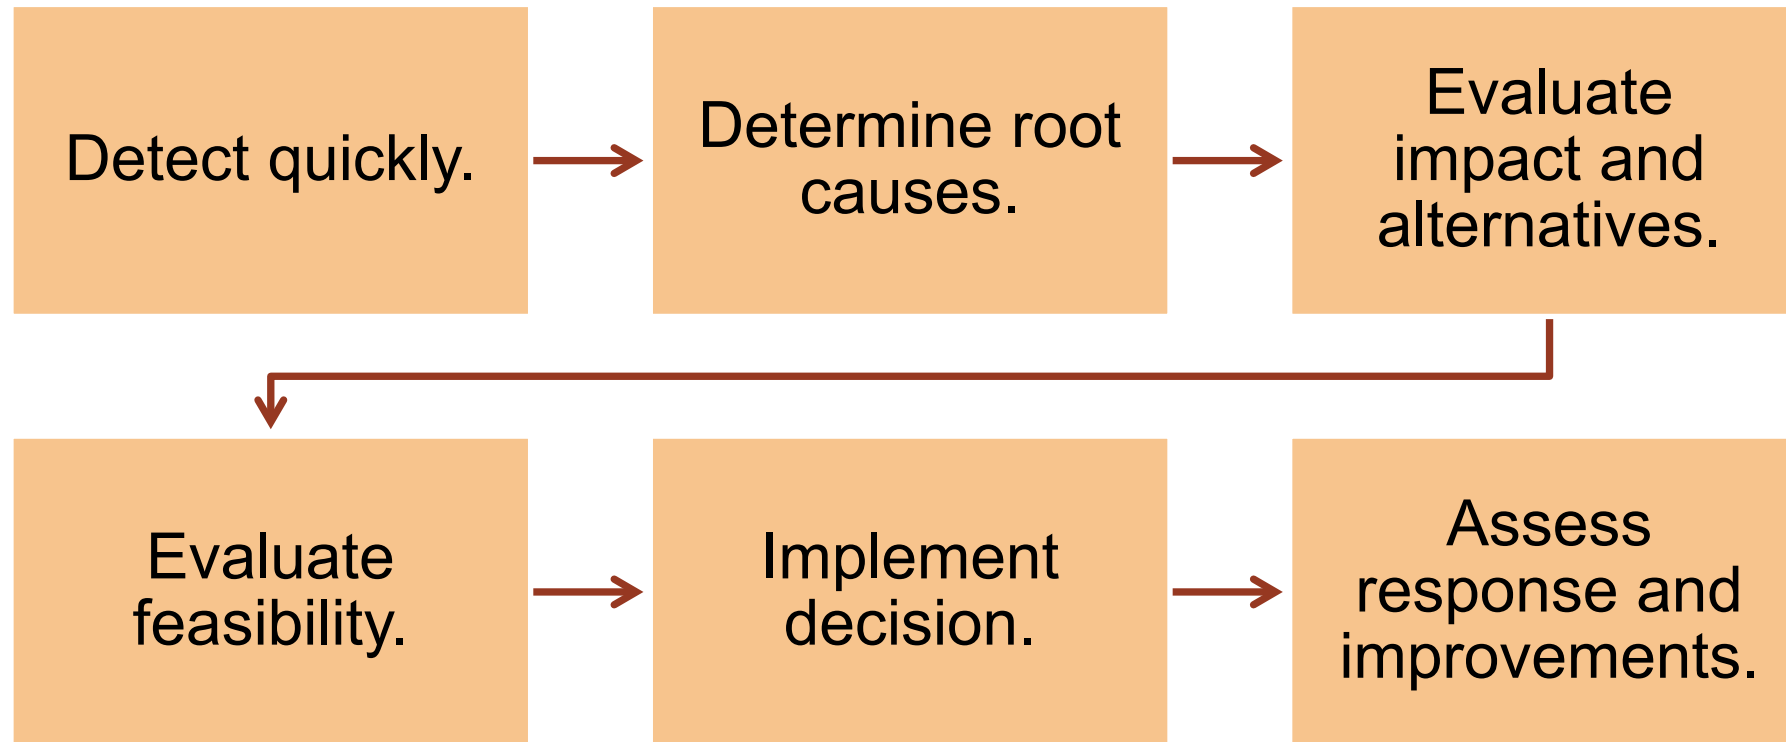 Detect quickly.
Determine root
causes.
Evaluate
impact and
alternatives.
Evaluate
feasibility.
Implement
decision.
Assess
response and
improvements.